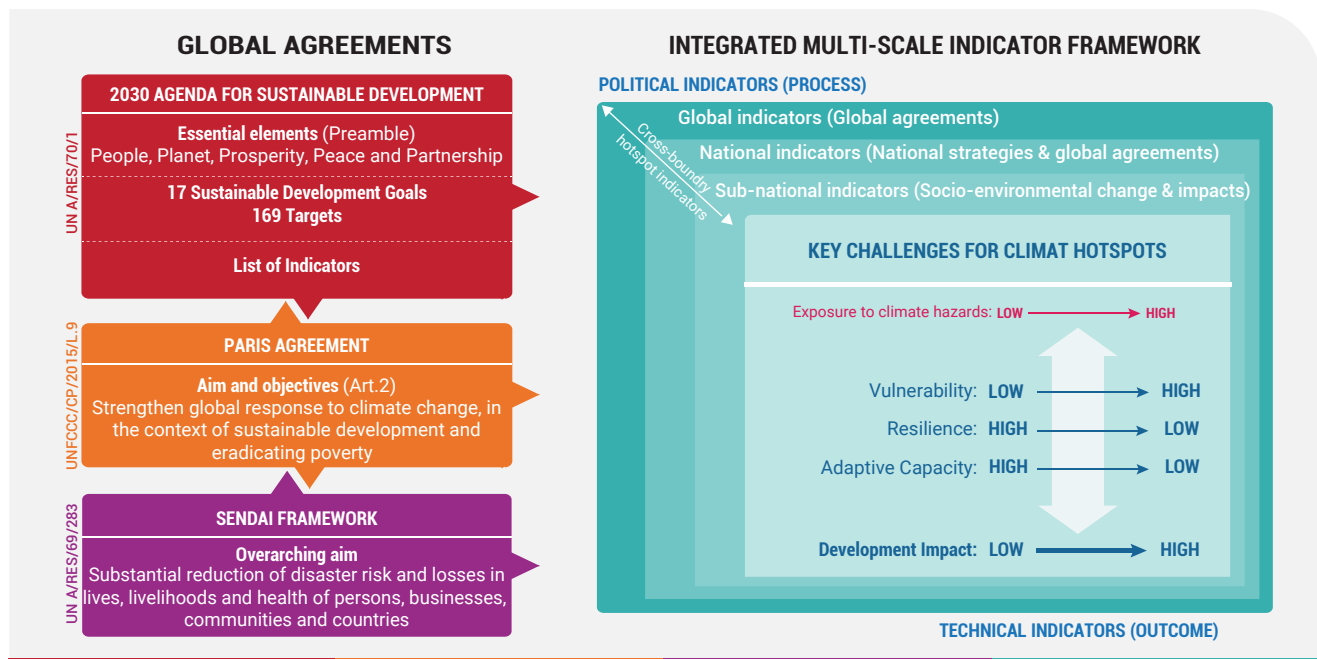 GLOBAL AGREEMENTS
UN A/RES/70/1
2030 AGENDA FOR SUSTAINABLE DEVELOPMENT
Essential elements (Preamble)
People, Planet, Prosperity, Peace and Partnership
17 Sustainable Development Goals
169 Targets
List of Indicators
UNFCCC/CP/2015/L.9
PARIS AGREEMENT
Aim and objectives (Art.2)
Strengthen global response to climate change, in
the context of sustainable development and
eradicating poverty
UN A/RES/69/283
SENDAI FRAMEWORK
Overarching aim
Substantial reduction of disaster risk and losses in
lives, livelihoods and health of persons, businesses,
communities and countries
INTEGRATED MULTI-SCALE INDICATOR FRAMEWORK
POLITICAL INDICATORS (PROCESS)
Global indicators (Global agreements)
National indicators (National strategies & global agreements)
Sub-national indicators (Socio-environmental change & impacts)
Cross-boundry
hotspot indicators
KEY CHALLENGES FOR CLIMAT HOTSPOTS
Exposure to climate hazards: LOW HIGH
Vulnerability: LOW HIGH
Resilience: HIGH LOW
Adaptive Capacity: HIGH LOW
Development Impact: LOW HIGH
TECHNICAL INDICATORS (OUTCOME)